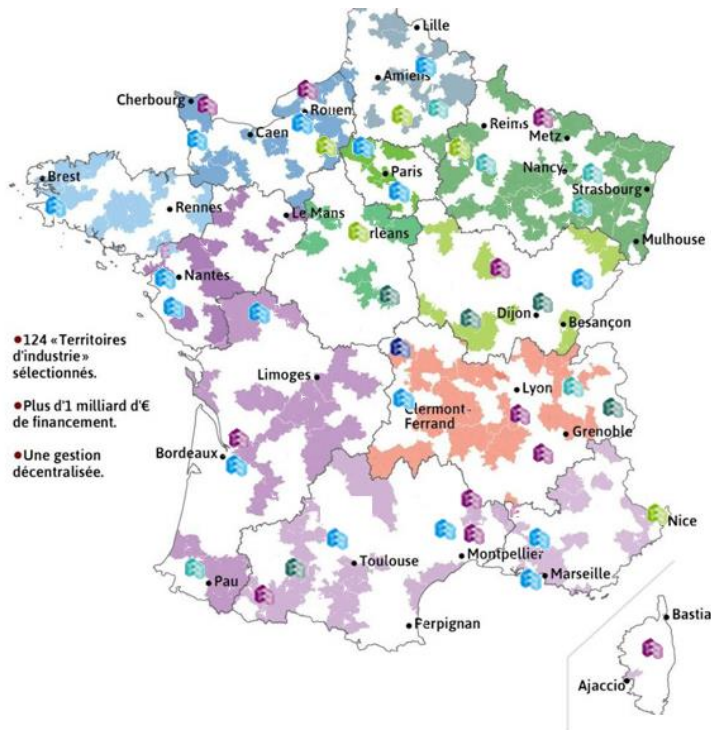 Lille
Amiens
Cherbourg
Rouen
Caen
Reims
Metz
Paris
Nancy
Strasbourg
Brest
Rennes
Le Mans
rléans
Mulhouse
Nantes
Dijon
Besançon
• 124 « Territoires
d'industrie »
sélectionnés.
• Plus d'1 milliard d'€
de financement.
• Une gestion
décentralisée.
Limoges
Lyon
Clermont-
Ferrand
Grenoble
Bordeaux
Nice
Montpellier
Toulouse
Marseille
Pau
Perpignan
Bastia
Ajaccio